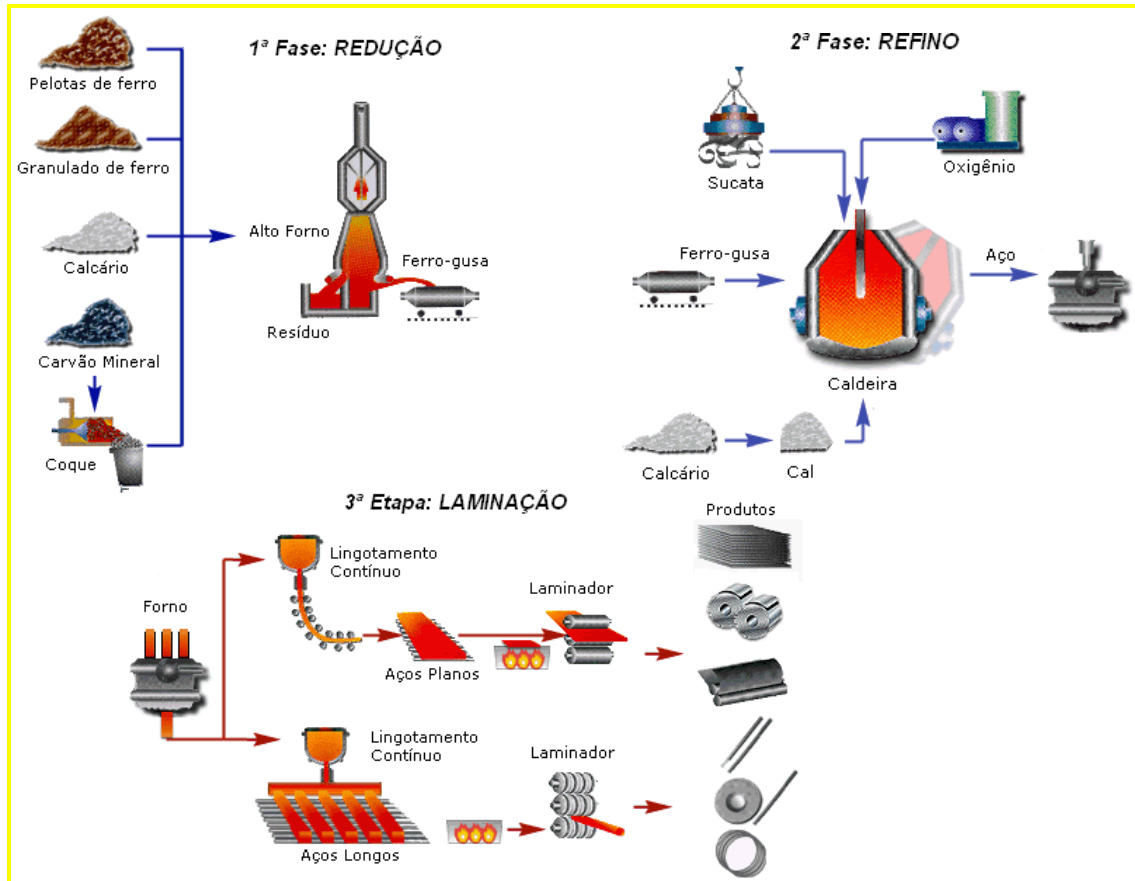 1ª Fase: REDUÇÃO
Pelotas de ferro
Granulado de ferro
Calcário
Carvão Mineral
Coque
Alto Forno
Ferro-gusa
Resíduo
2ª Fase: REFINO
Sucata
Oxigênio
Ferro-gusa
Aço
Caldeira
Calcário
Cal
3ª Etapa: LAMINAÇÃO
Forno
Lingotamento
Contínuo
Aços Planos
Laminador
Produtos
Lingotamento
Contínuo
Aços Longos
Laminador